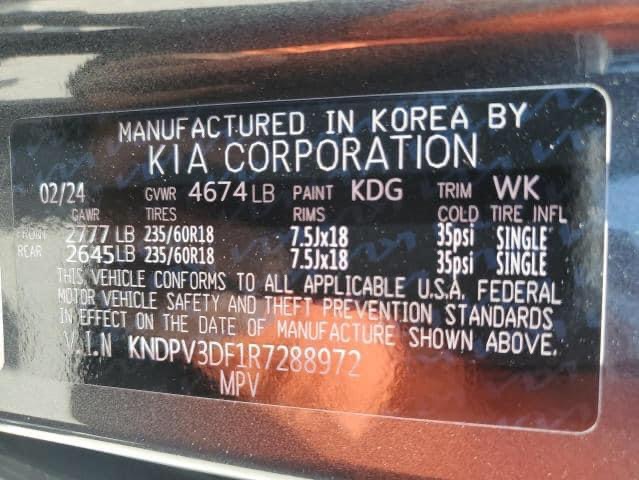 MANUFACTURED IN KOREA BY
KIA CORPORATION
02/24 GVWR 4674 LB PAINT KDG TRIM WK
GAWR TIRES RIMS COLD TIRE INFL
FRONT 2777 LB 235/60R18 7.5Jx18 35psi SINGLE
REAR 2645 LB 235/60R18 7.5Jx18 35psi SINGLE
THIS VEHICLE CONFORMS TO ALL APPLICABLE U.S.A. FEDERAL
MOTOR VEHICLE SAFETY AND THEFT PREVENTION STANDARDS
IN EFFECT ON THE DATE OF MANUFACTURE SHOWN ABOVE.
V.I.N KNDPV3DF1R7288972
MPV